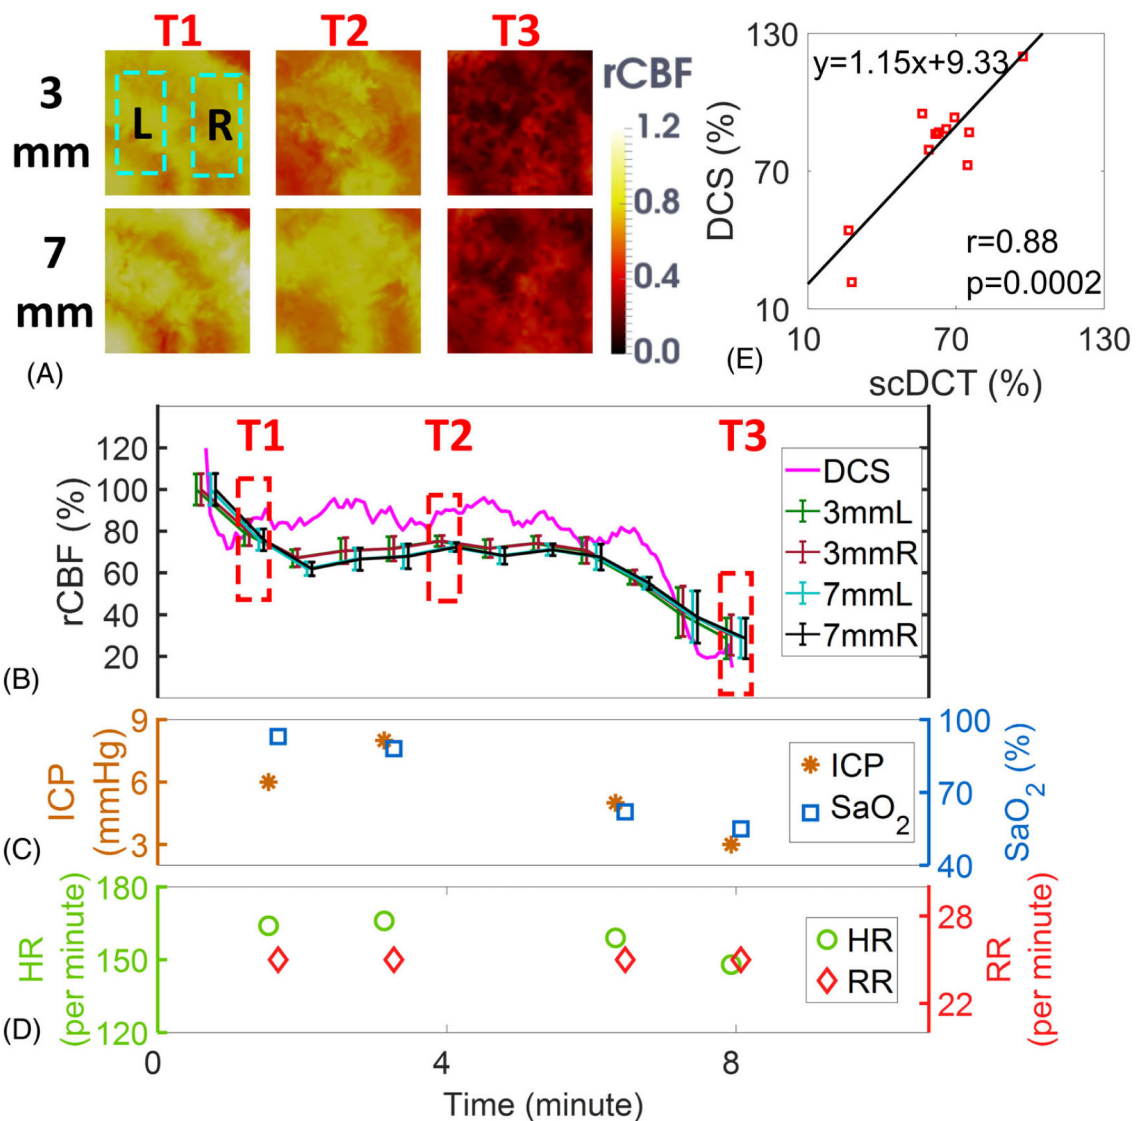 T1 T2 T3
3
mm
L R
rCBF
1.2
0.8
0.4
0.0
7
mm
(A)
130
70
10
y=1.15x+9.33
r=0.88
p=0.0002
DCS (%)
10 70 130
(E)
scDCT (%)
T1 T2 T3
120
100
80
60
40
20
rCBF (%)
DCS
3mmL
3mmR
7mmL
7mmR
(B)
9
6
3
ICP
(mmHg)
ICP
SaO2
100
70
40
SaO2 (%)
(C)
180
150
120
HR
(per minute)
HR
RR
28
22
RR
(per minute)
(D)
0 4 8
Time (minute)